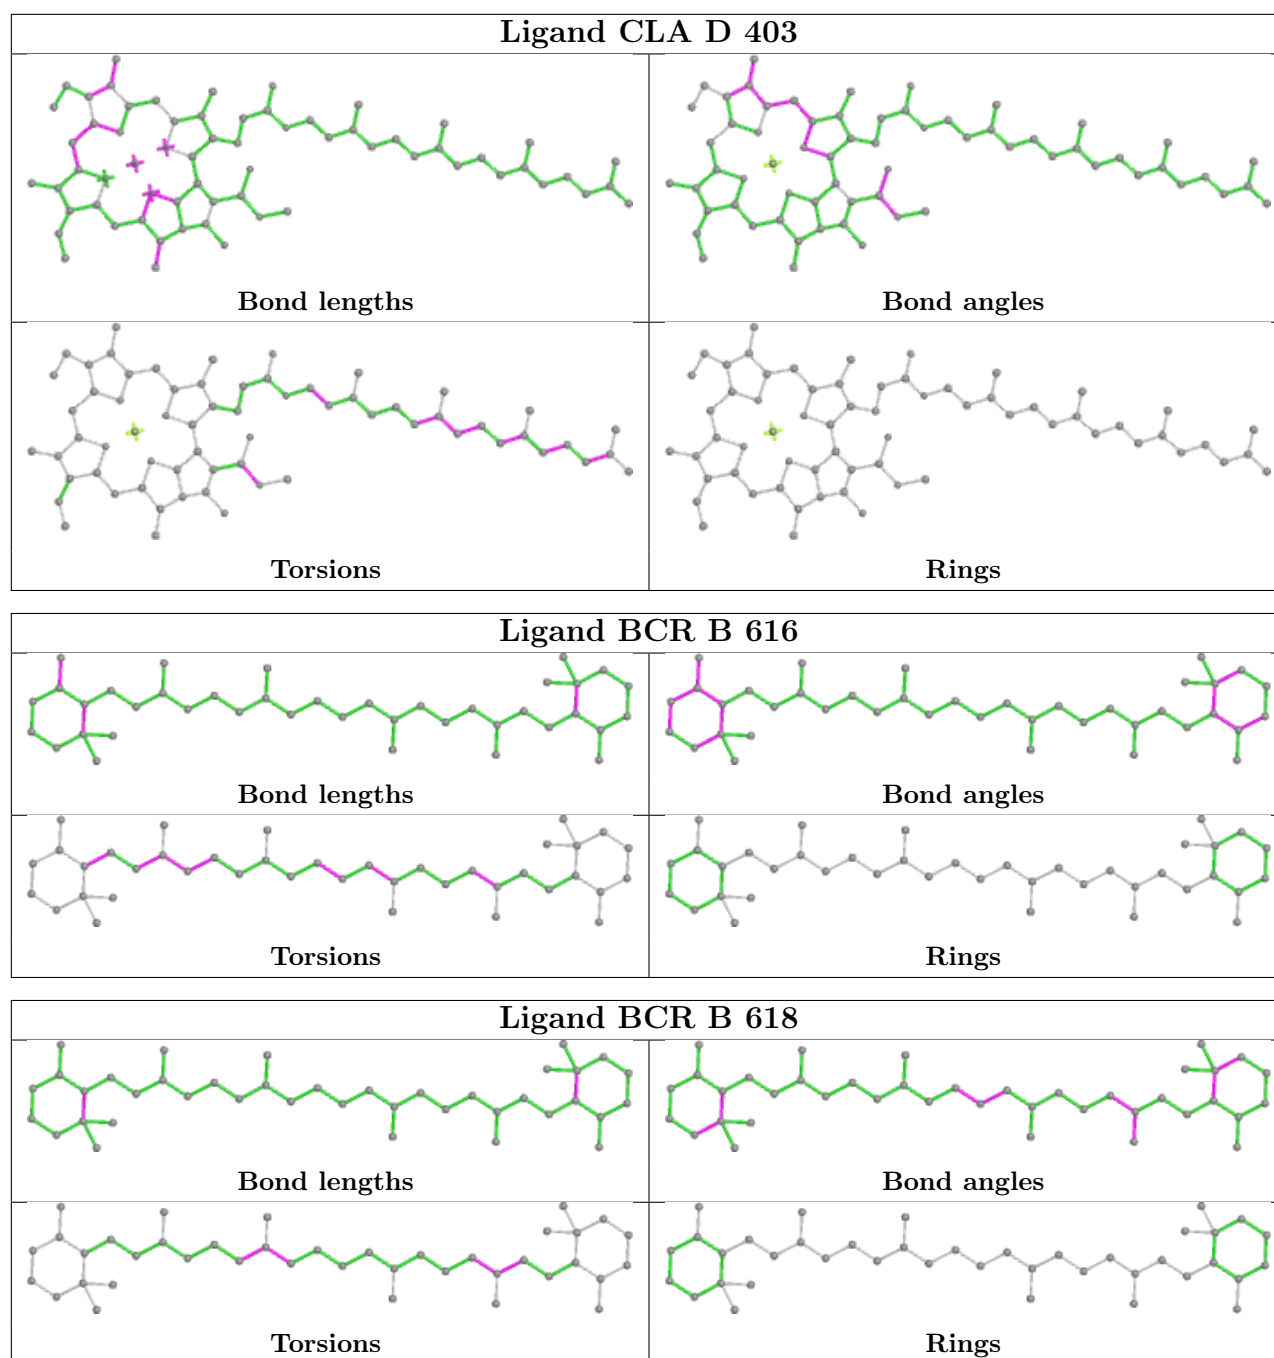 Ligand CLA D 403
Bond lengths Bond angles
Torsions Rings
Ligand BCR B 616
Bond lengths Bond angles
Torsions Rings
Ligand BCR B 618
Bond lengths Bond angles
Torsions Rings